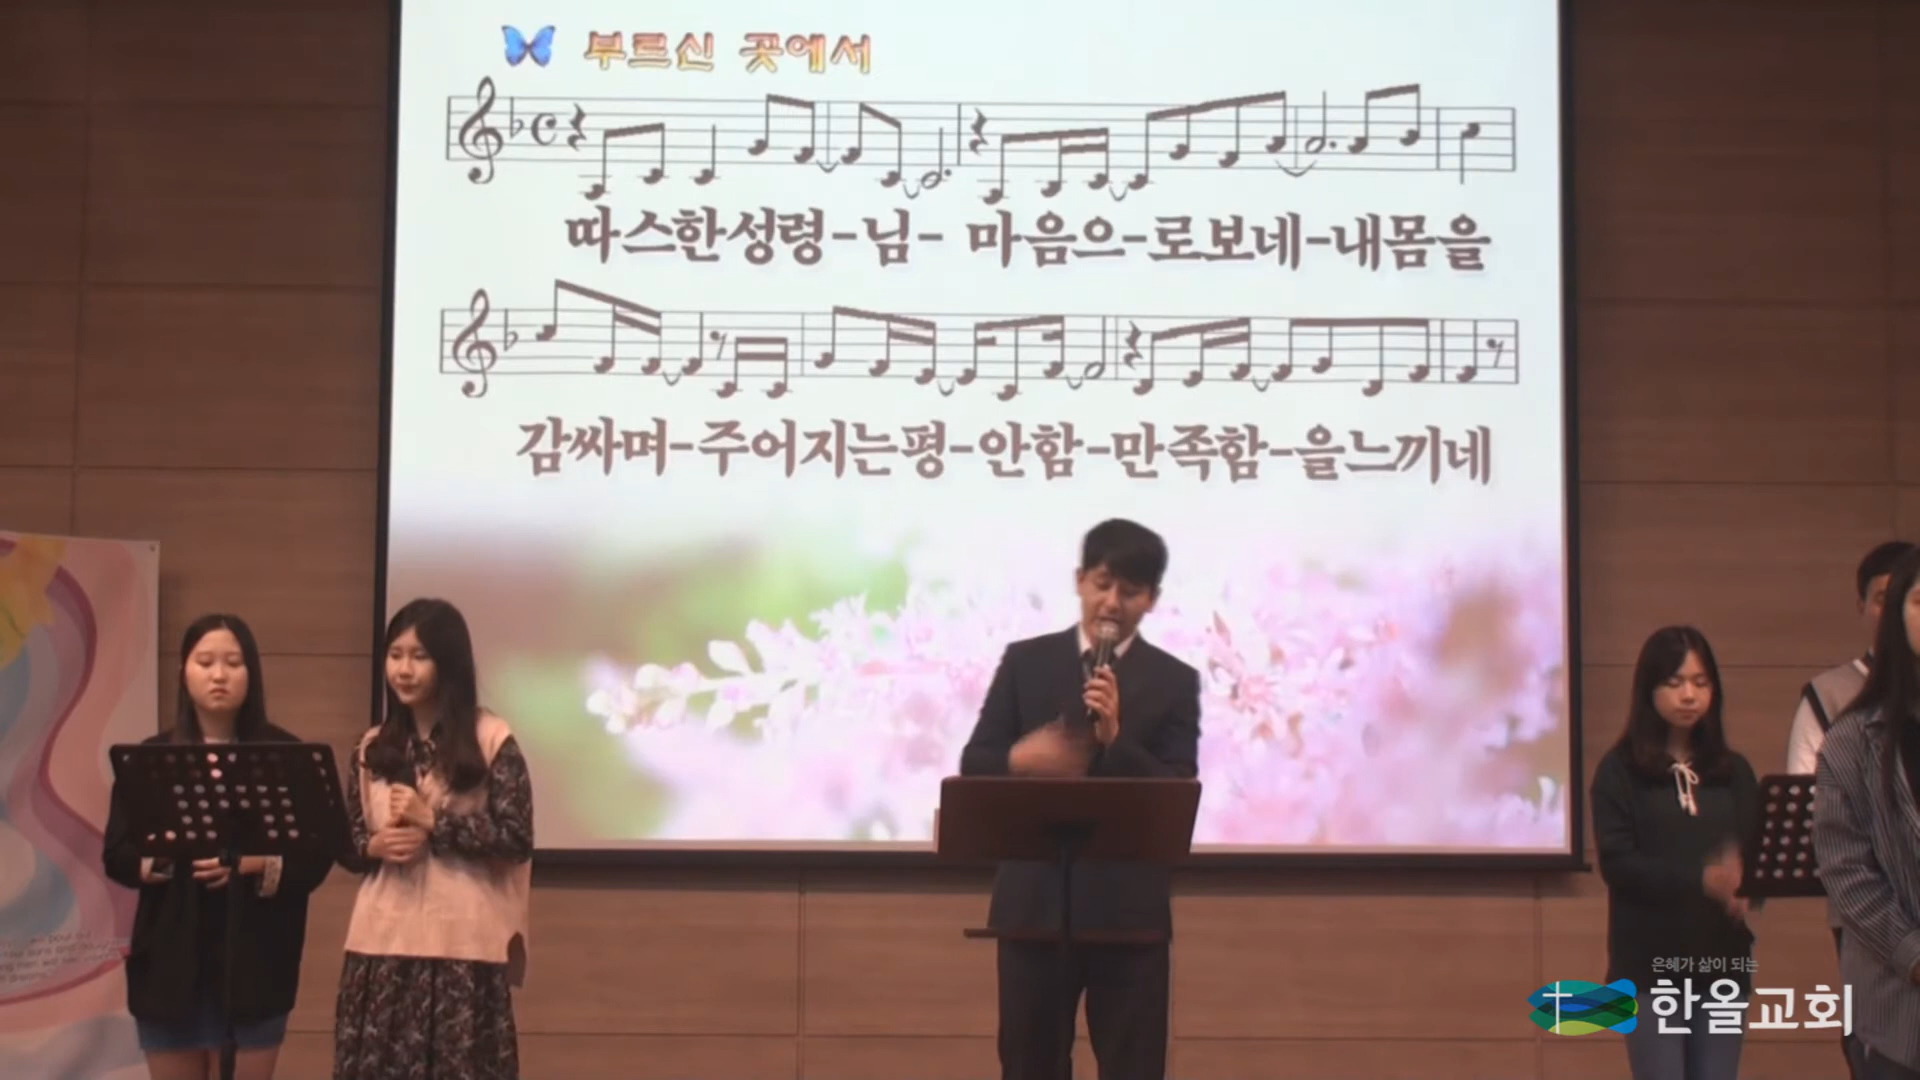 부르신 곳에서
따스한성령-님- 마음으-로보네-내몸을
감싸며-주어지는평-안함-만족함-을느끼네
은혜가 삶이 되는
한올교회